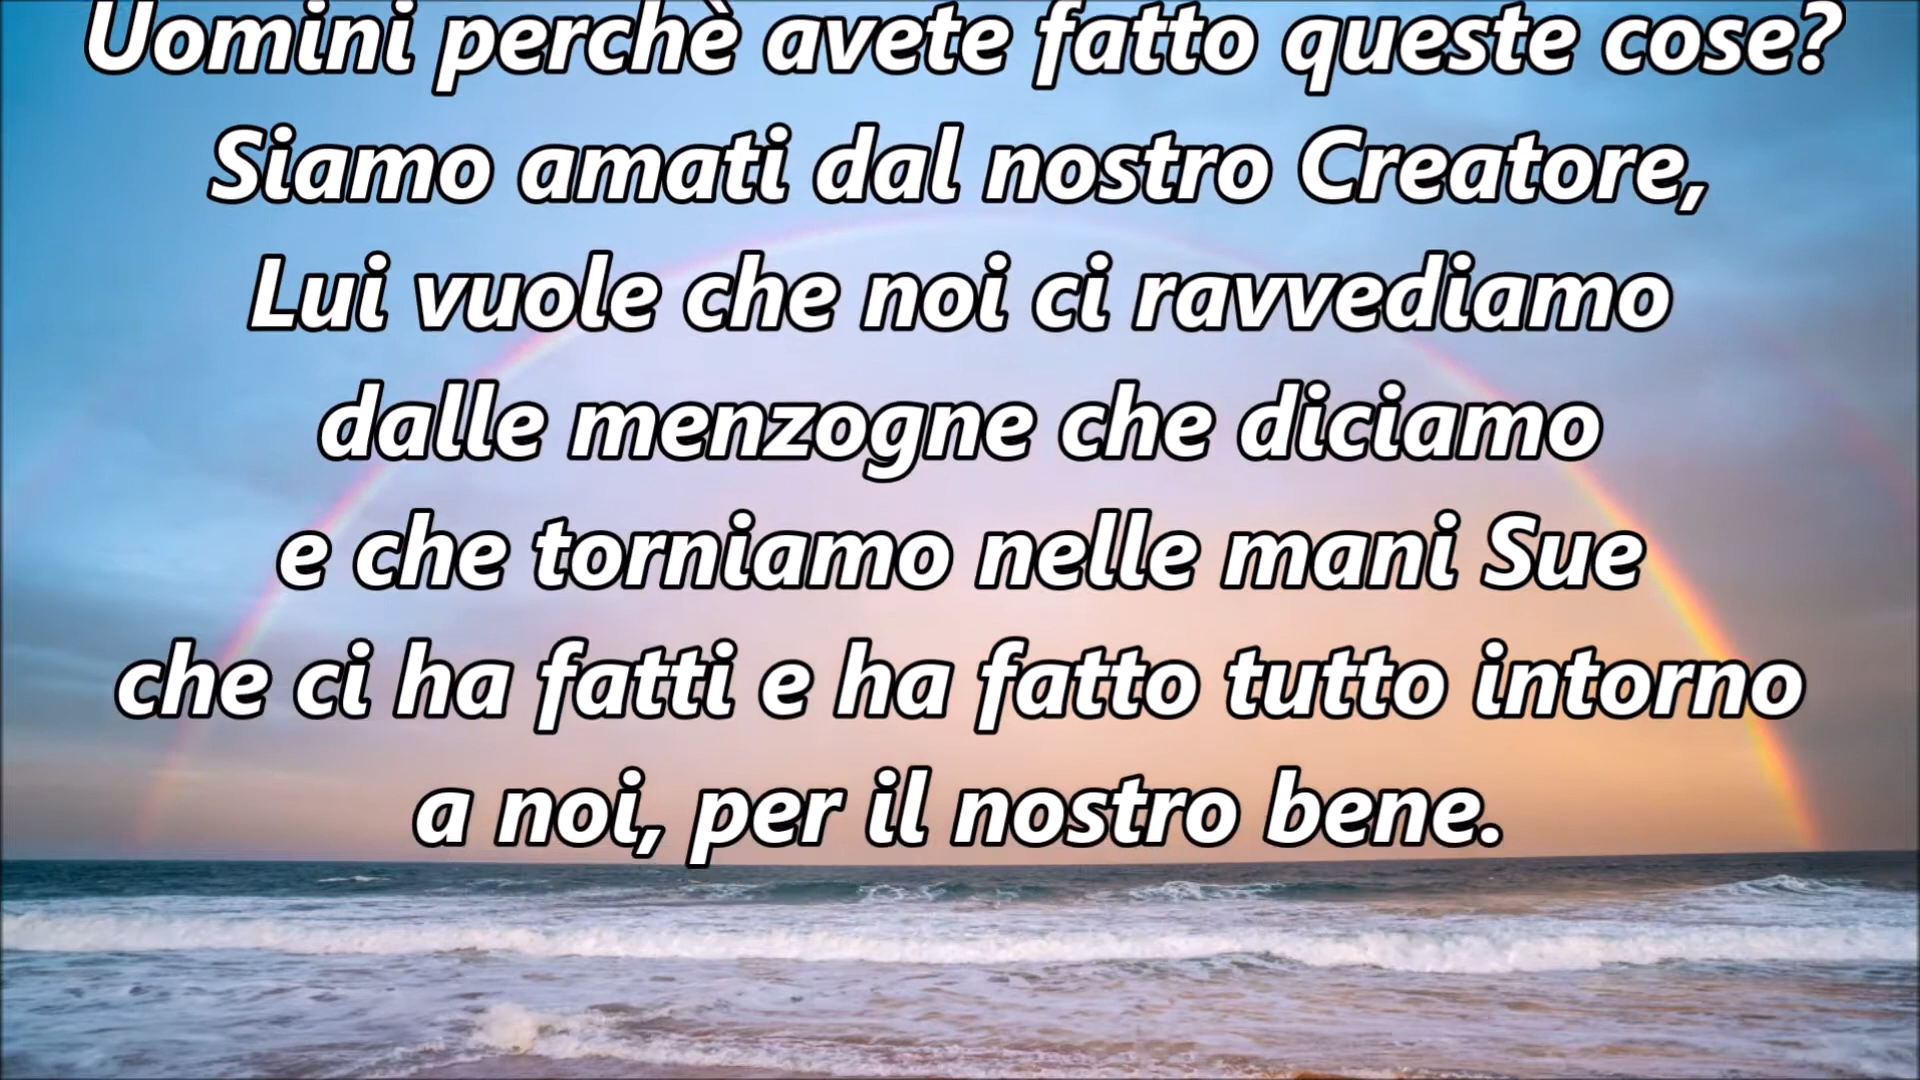 Uomini perchè avete fatto queste cose?
Siamo amati dal nostro Creatore,
Lui vuole che noi ci ravvediamo
dalle menzogne che diciamo
e che torniamo nelle mani Sue
che ci ha fatti e ha fatto tutto intorno
a noi, per il nostro bene.